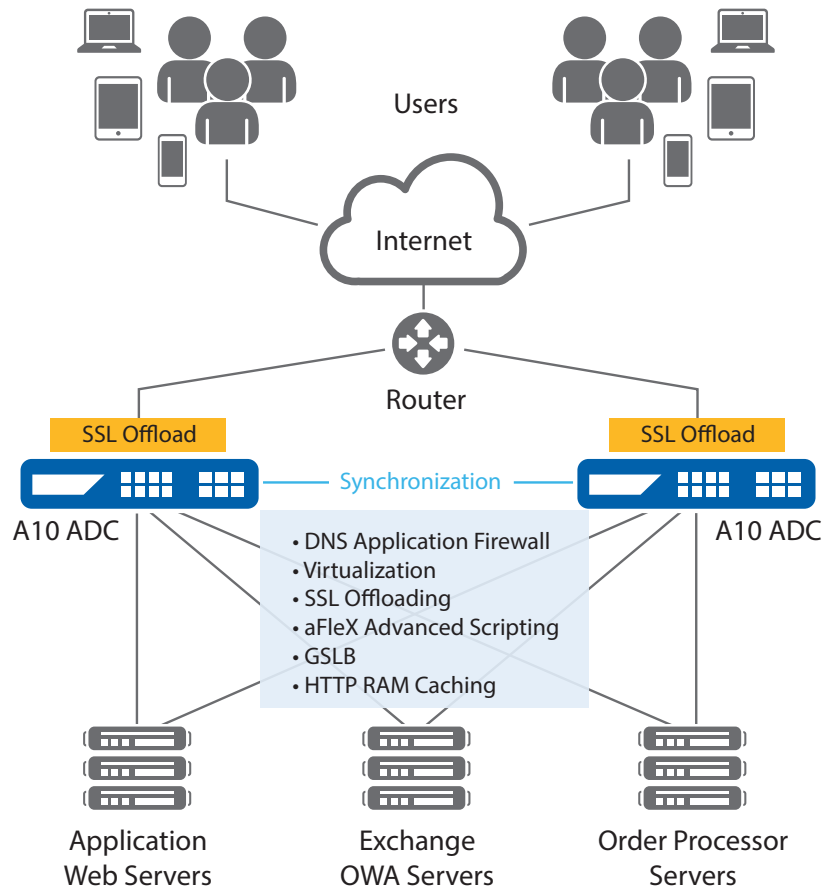 Users
Internet
Router
SSL Offload
SSL Offload
Synchronization
A10 ADC
A10 ADC
• DNS Application Firewall
• Virtualization
• SSL Offloading
• aFleX Advanced Scripting
• GSLB
• HTTP RAM Caching
Application
Web Servers
Exchange
OWA Servers
Order Processor
Servers